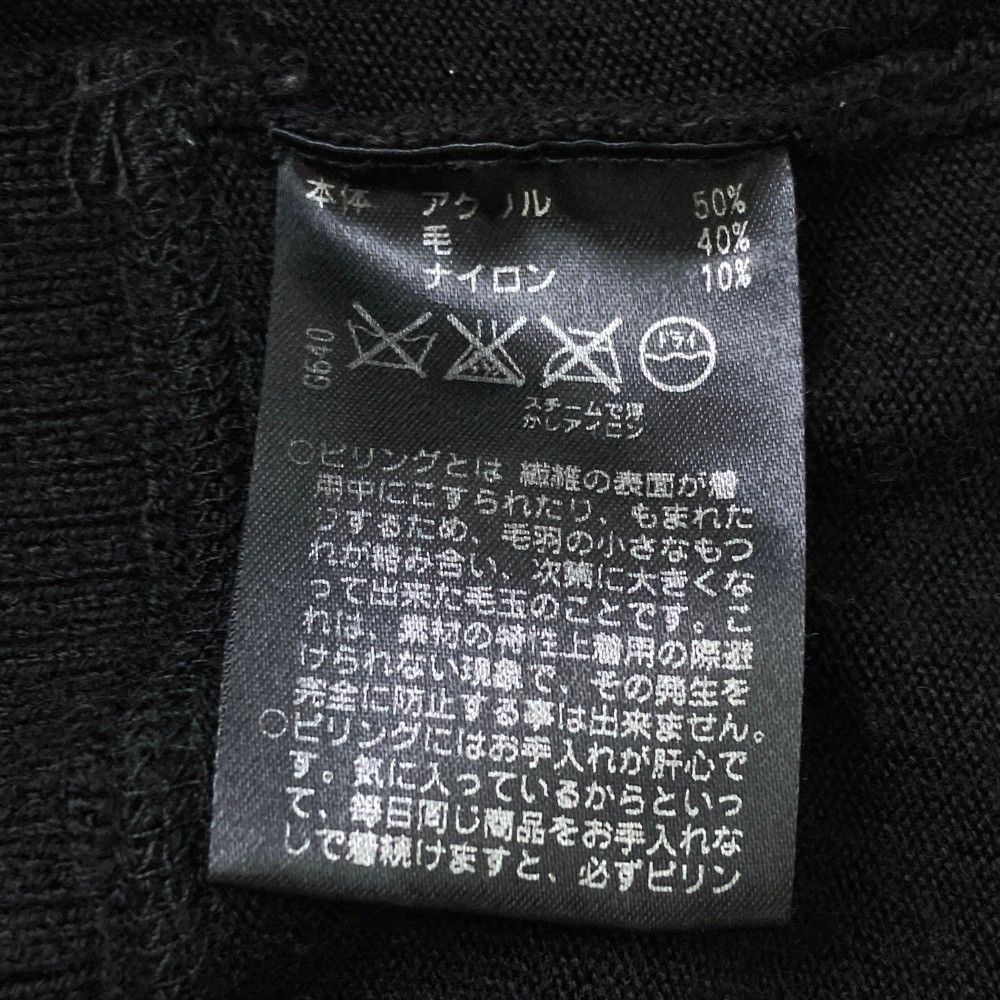 本体 アクリル 50%
毛 40%
ナイロン 10%
G640
ドライ
スチームで浮
かしアイロン
○ピリングとは 繊維の表面が着
用中にこすられたり、もまれた
りするため、毛羽の小さなもつ
れが絡み合い、次第に大きくな
って出来た毛玉のことです。こ
れは、素材の特性上着用の際避
けられない現象で、その発生を
完全に防止する事は出来ません。
○ピリングにはお手入れが肝心で
す。気に入っているからといっ
て、毎日同じ商品をお手入れな
しで着続けますと、必ずピリン